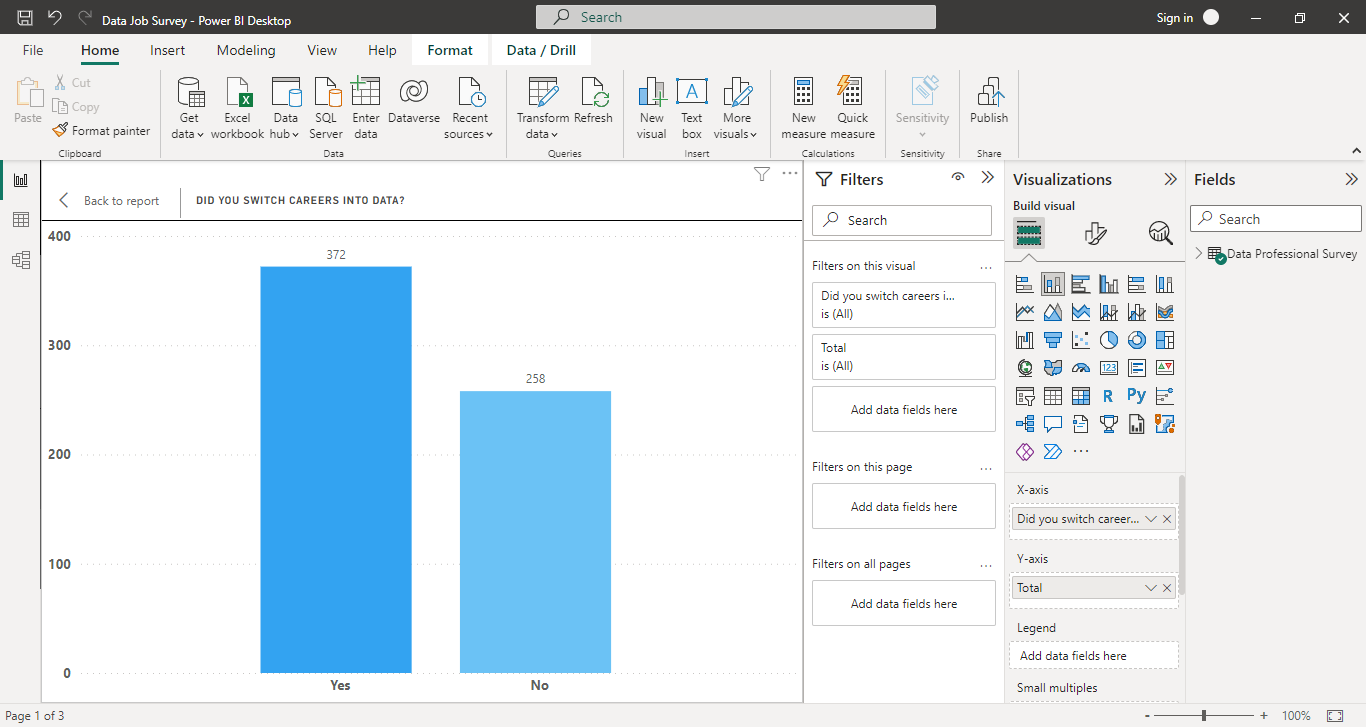 Data Job Survey - Power BI Desktop
Search
Sign in
File
Home
Insert
Modeling
View
Help
Format
Data / Drill
Paste
Cut
Copy
Format painter
Clipboard
Get
data
Excel
workbook
Data
hub
SQL
Server
Enter
data
Dataverse
Recent
sources
Data
Transform
data
Refresh
Queries
New
visual
Text
box
More
visuals
Insert
New
measure
Quick
measure
Calculations
Sensitivity
Sensitivity
Publish
Share
Back to report
DID YOU SWITCH CAREERS INTO DATA?
400
300
200
100
0
372
258
Yes
No
Filters
Search
Filters on this visual
Did you switch careers i...
is (All)
Total
is (All)
Add data fields here
Filters on this page
Add data fields here
Filters on all pages
Add data fields here
Visualizations
Build visual
123
R
Py
X-axis
Did you switch career...
Y-axis
Total
Legend
Add data fields here
Small multiples
Fields
Search
Data Professional Survey
Page 1 of 3
- + 100%